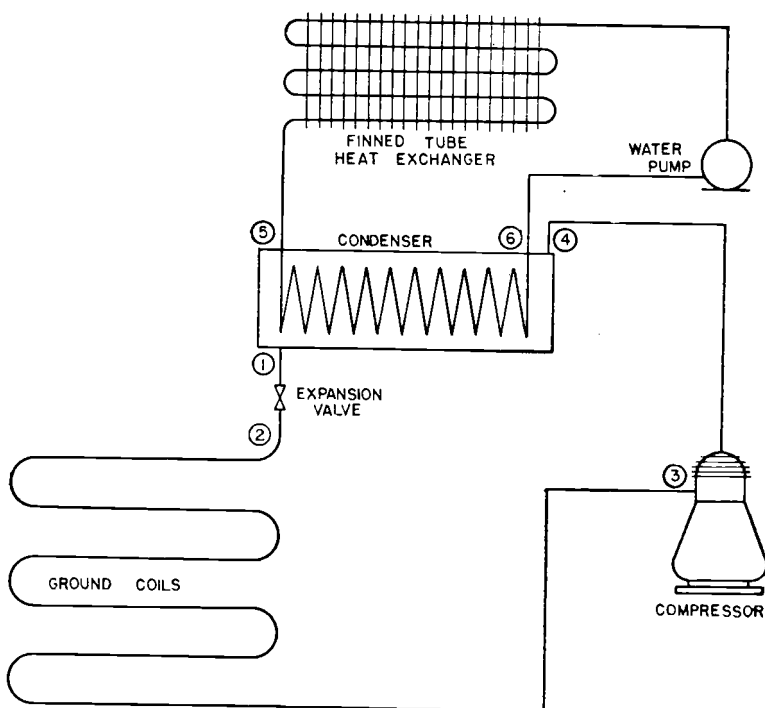 FINNED TUBE
HEAT EXCHANGER
WATER
PUMP
5
CONDENSER
6
4
1
EXPANSION
VALVE
2
3
GROUND COILS
COMPRESSOR